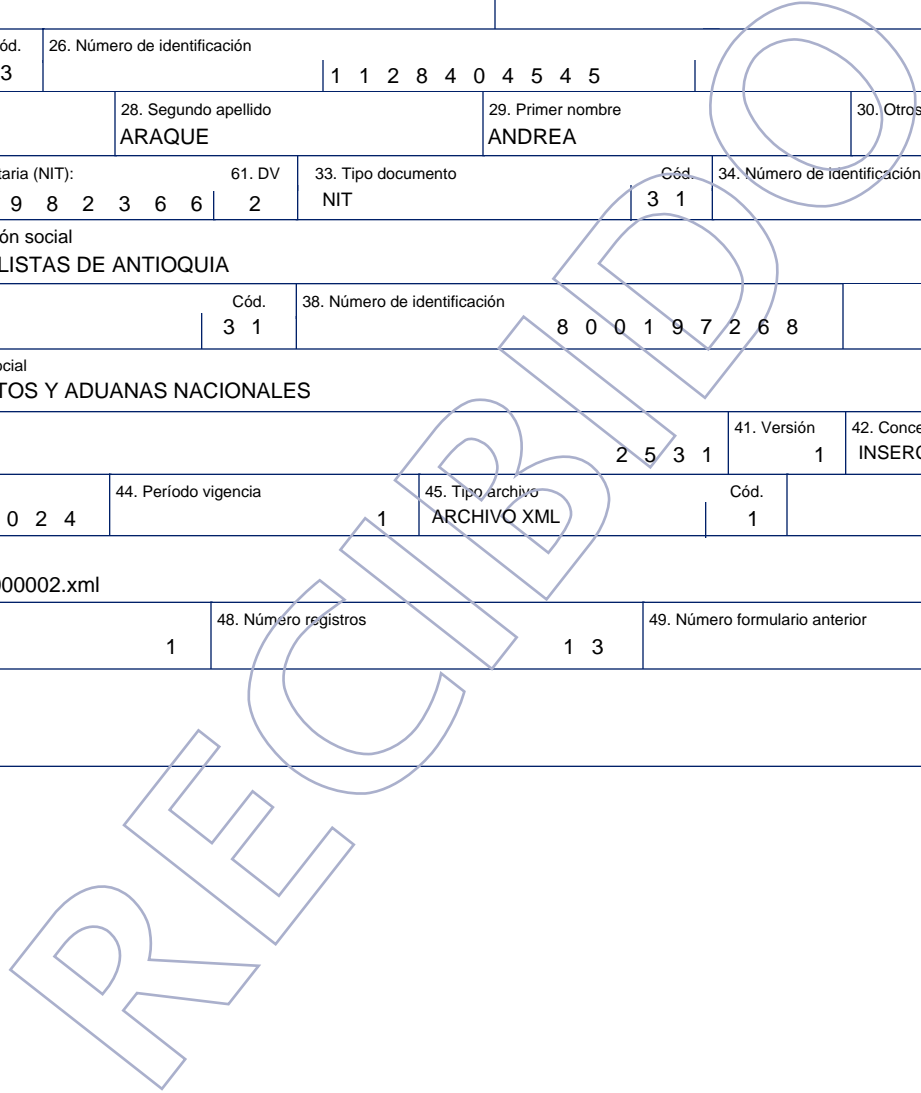 ód. 26. Número de identificación
3 1 1 2 8 4 0 4 5 4 5
28. Segundo apellido 29. Primer nombre 30. Otros
ARAQUE ANDREA
taria (NIT): 61. DV 33. Tipo documento Cód. 34. Número de identificación
9 8 2 3 6 6 2 NIT 3 1
ón social
LISTAS DE ANTIOQUIA
Cód. 38. Número de identificación
3 1 8 0 0 1 9 7 2 6 8
ocial
TOS Y ADUANAS NACIONALES
41. Versión 42. Conce
2 5 3 1 1 INSERC
44. Período vigencia 45. Tipo archivo Cód.
0 2 4 1 ARCHIVO XML 1
000002.xml
48. Número registros 49. Número formulario anterior
1 1 3
RECIBIDO